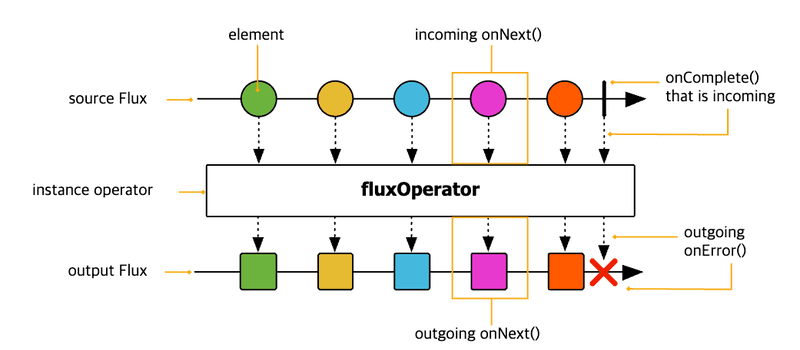 element
incoming onNext()
onComplete()
that is incoming
source Flux
instance operator
fluxOperator
outgoing
onError()
output Flux
outgoing onNext()